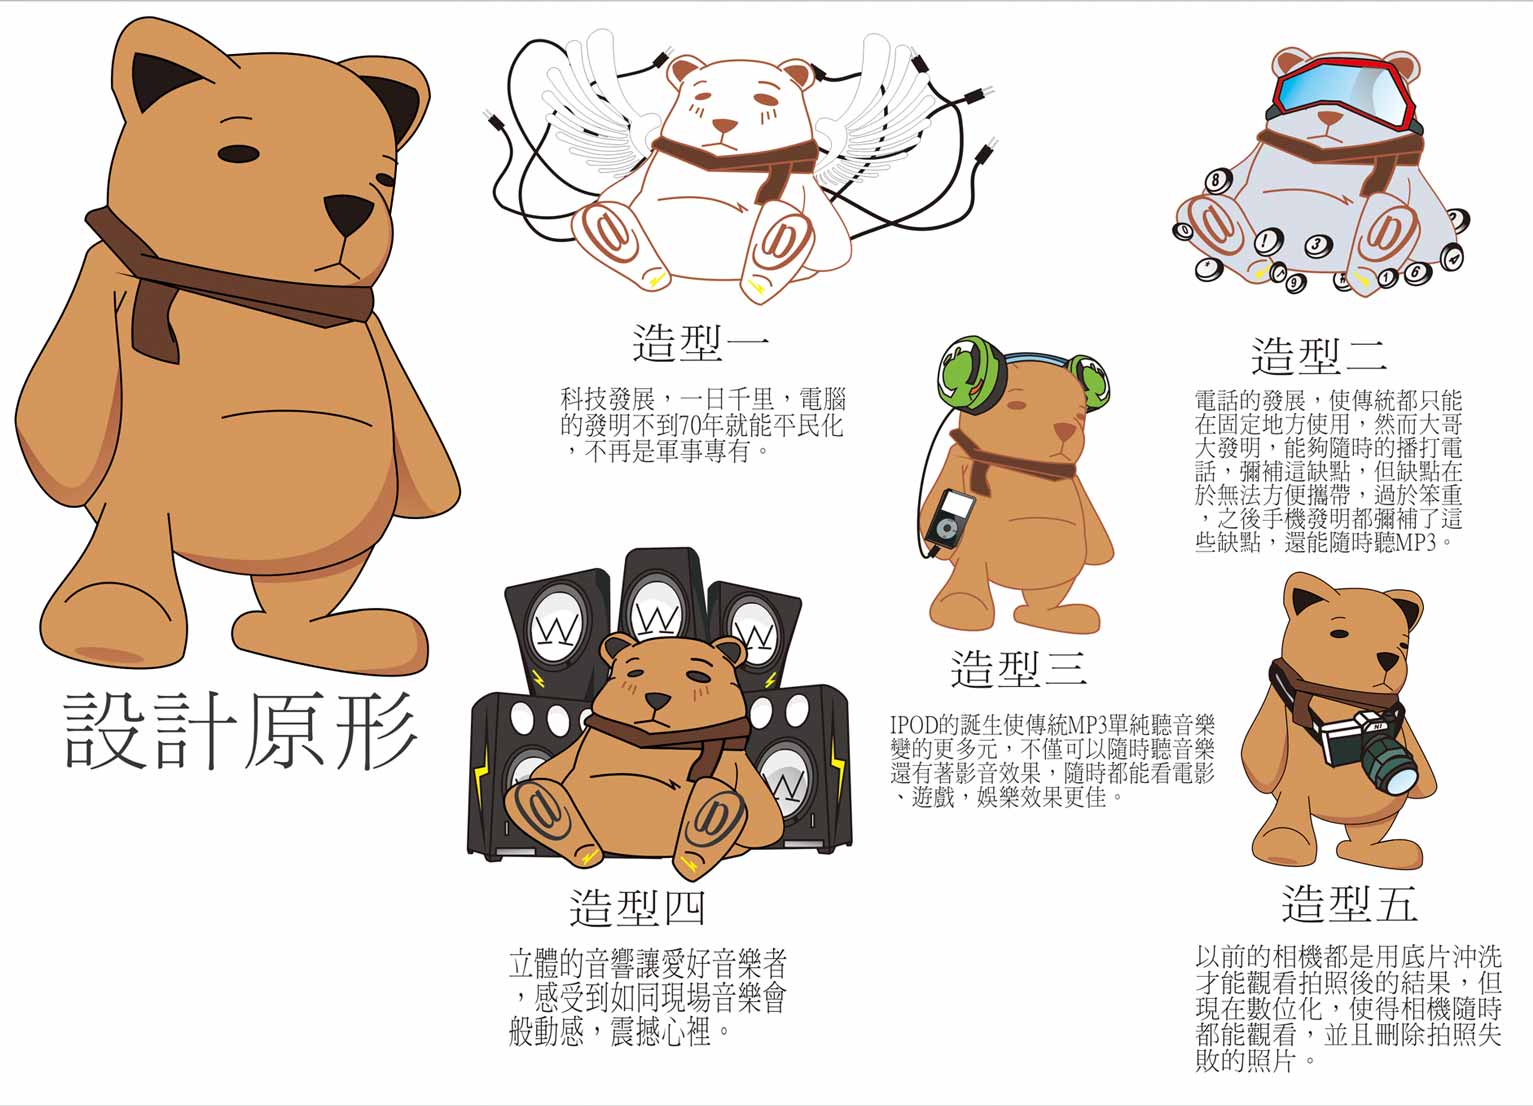 設計原形
造型一
科技發展，一日千里，電腦
的發明不到70年就能平民化
，不再是軍事專有。
造型二
電話的發展，使傳統都只能
在固定地方使用，然而大哥
大發明，能夠隨時的播打電
話，彌補這缺點，但缺點在
於無法方便攜帶，過於笨重
，之後手機發明都彌補了這
些缺點，還能隨時聽MP3。
造型三
IPOD的誕生使傳統MP3單純聽音樂
變的更多元，不僅可以隨時聽音樂
還有著影音效果，隨時都能看電影
、遊戲，娛樂效果更佳。
造型四
立體的音響讓愛好音樂者
，感受到如同現場音樂會
般動感，震撼心裡。
造型五
以前的相機都是用底片沖洗
才能觀看拍照後的結果，但
現在數位化，使得相機隨時
都能觀看，並且刪除拍照失
敗的照片。